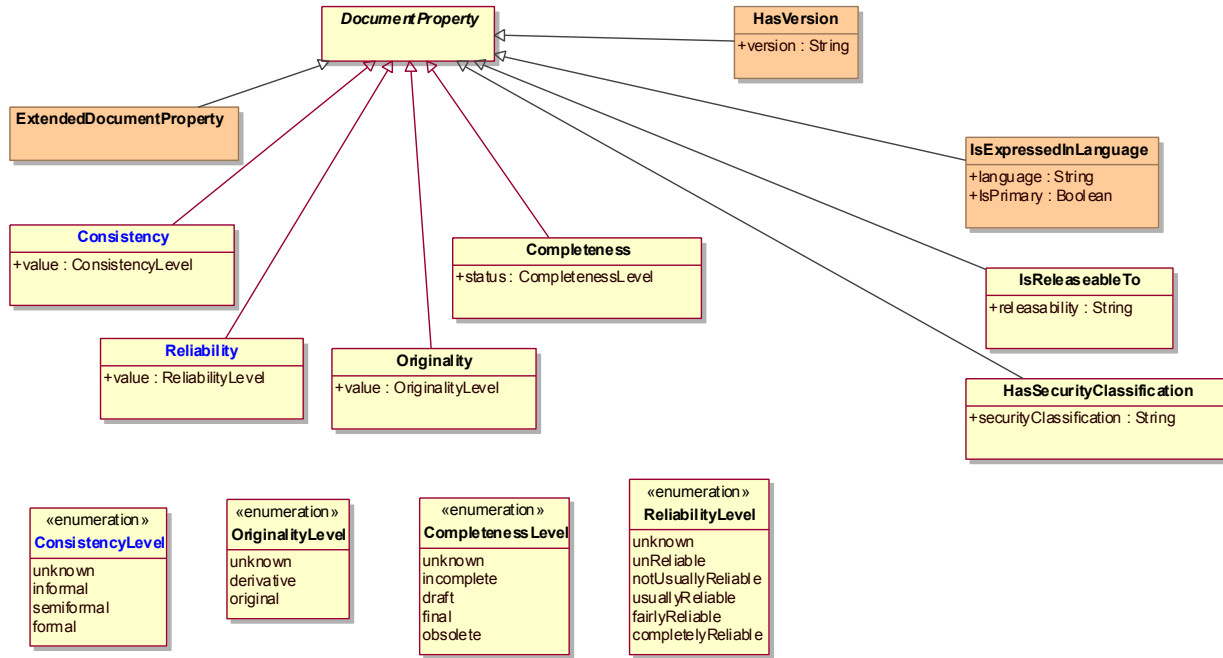 DocumentProperty
HasVersion
+version : String
ExtendedDocumentProperty
IsExpressedInLanguage
+language : String
+IsPrimary : Boolean
Consistency
+value : ConsistencyLevel
Completeness
+status : CompletenessLevel
IsReleaseableTo
+releasability : String
Reliability
+value : ReliabilityLevel
Originality
+value : OriginalityLevel
HasSecurityClassification
+securityClassification : String
«enumeration»
ConsistencyLevel
unknown
informal
semiformal
formal
«enumeration»
OriginalityLevel
unknown
derivative
original
«enumeration»
CompletenessLevel
unknown
incomplete
draft
final
obsolete
«enumeration»
ReliabilityLevel
unknown
unReliable
notUsuallyReliable
usuallyReliable
fairlyReliable
completelyReliable